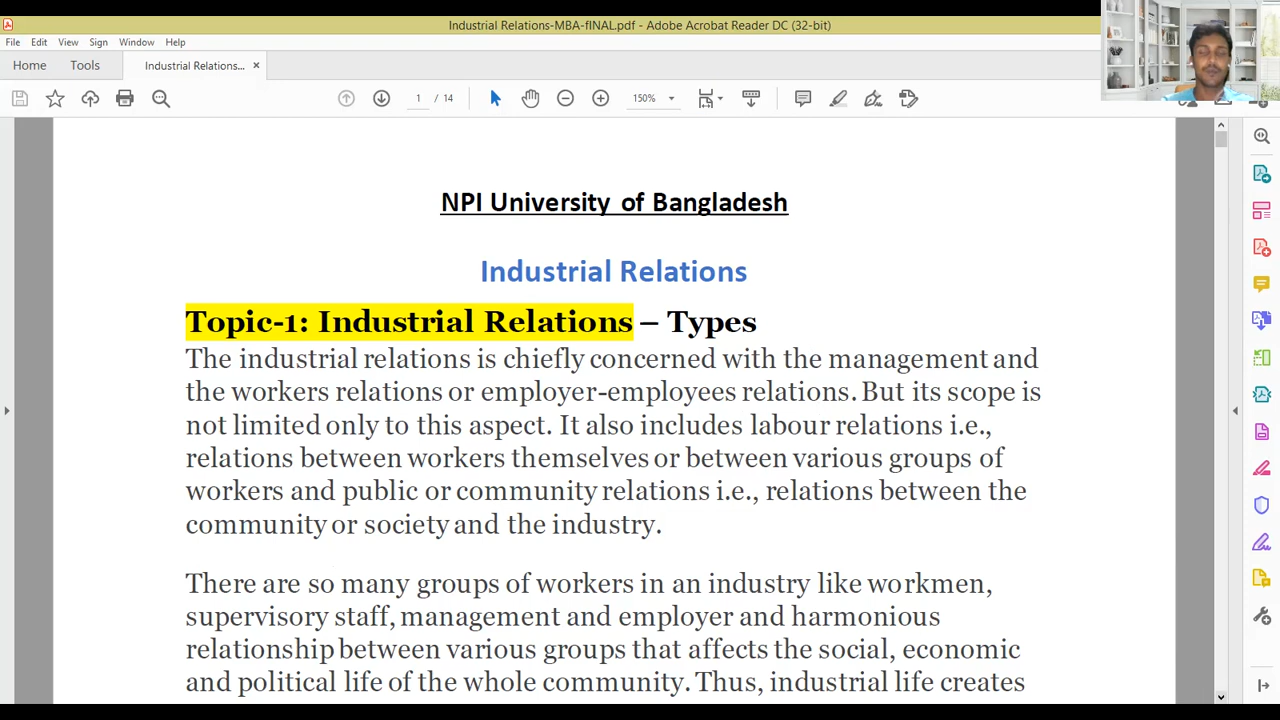 Industrial Relations-MBA-fINAL.pdf - Adobe Acrobat Reader DC (32-bit)
File Edit View Sign Window Help
Home Tools Industrial Relations... ×
1 / 14 150%
NPI University of Bangladesh
Industrial Relations
Topic-1: Industrial Relations – Types
The industrial relations is chiefly concerned with the management and
the workers relations or employer-employees relations. But its scope is
not limited only to this aspect. It also includes labour relations i.e.,
relations between workers themselves or between various groups of
workers and public or community relations i.e., relations between the
community or society and the industry.
There are so many groups of workers in an industry like workmen,
supervisory staff, management and employer and harmonious
relationship between various groups that affects the social, economic
and political life of the whole community. Thus, industrial life creates